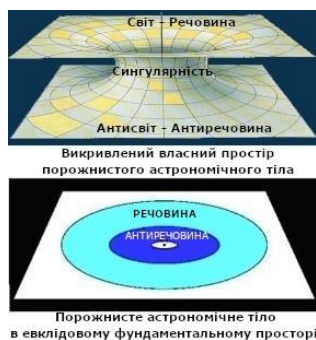 Світ - Речовина
Сингулярність
Антисвіт - Антиречовина
Викривлений власний простір
порожнистого астрономічного тіла
РЕЧОВИНА
АНТИРЕЧОВИНА
Порожнисте астрономічне тіло
в евклідовому фундаментальному просторі